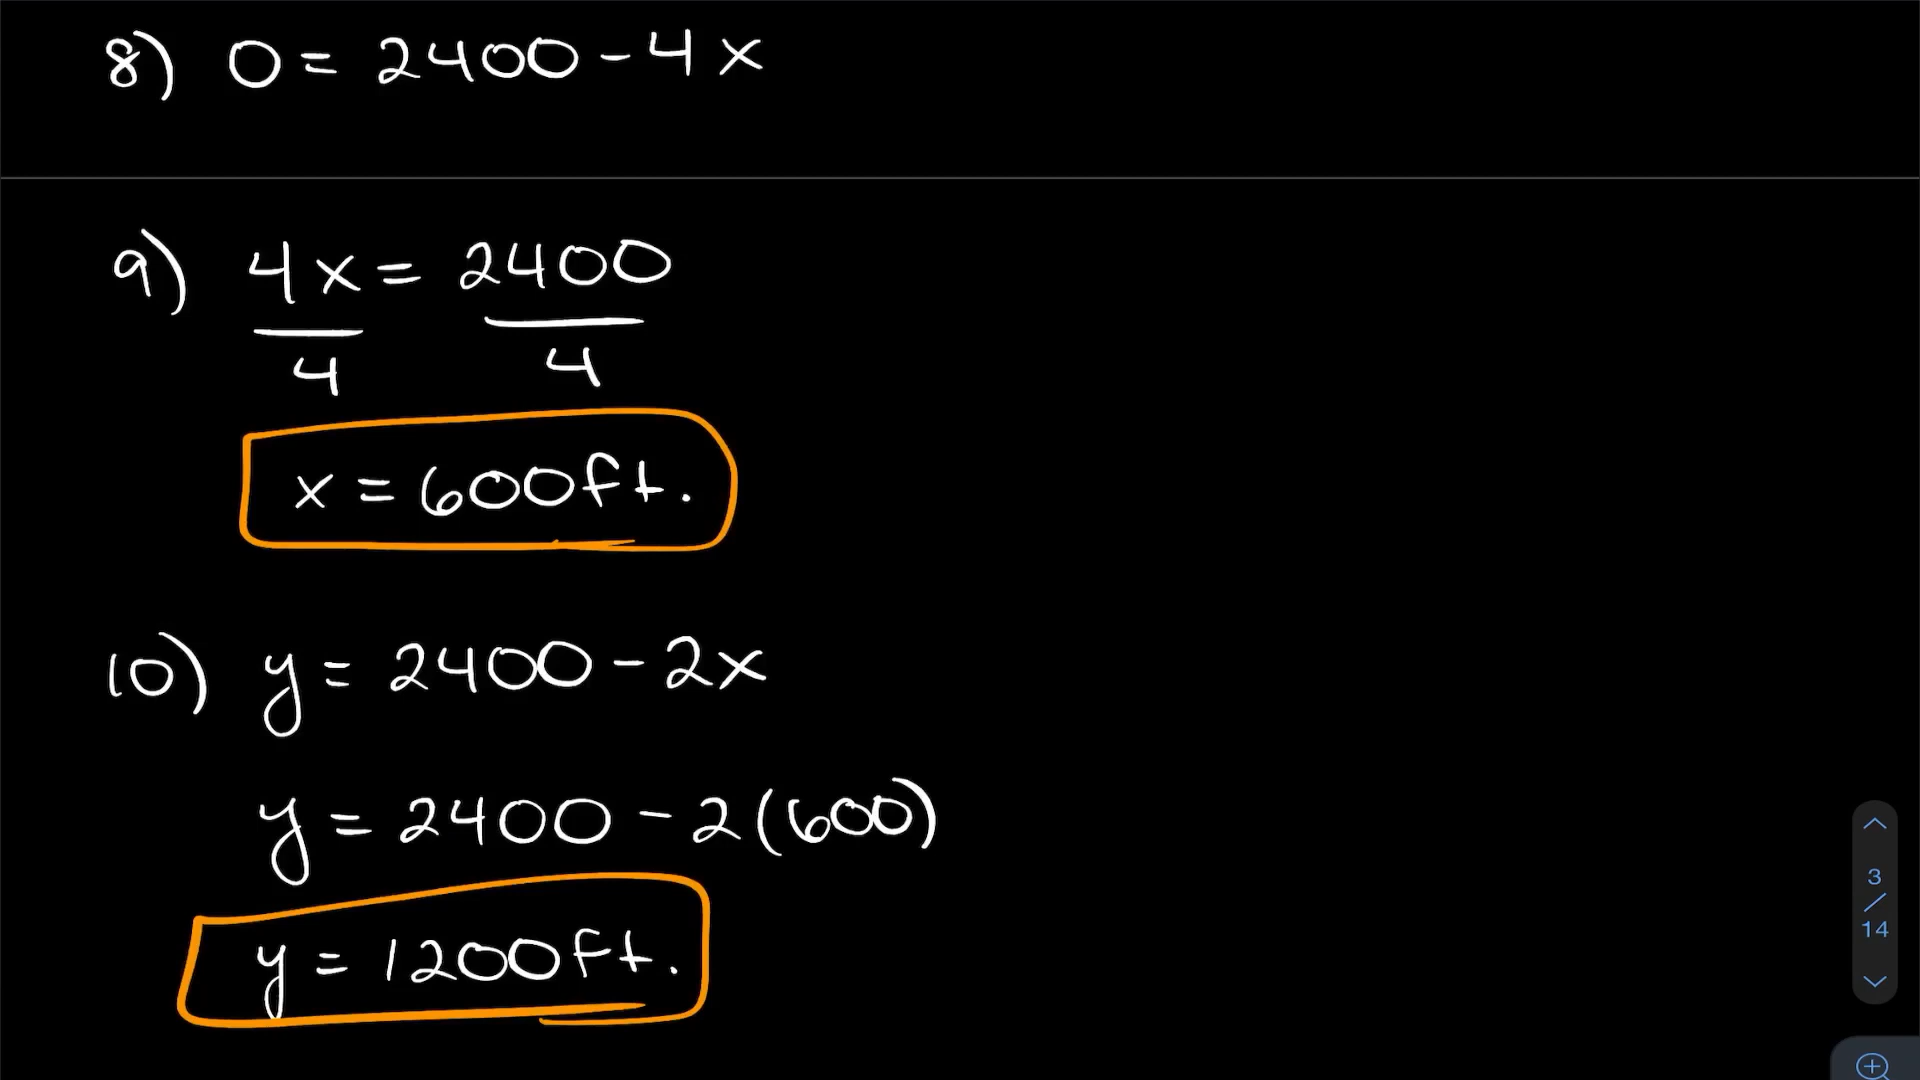 8) 0 = 2400 - 4x
9) 4x = 2400
4 4
x = 600ft.
10) y = 2400 - 2x
y = 2400 - 2(600)
y = 1200ft.
3
/
14